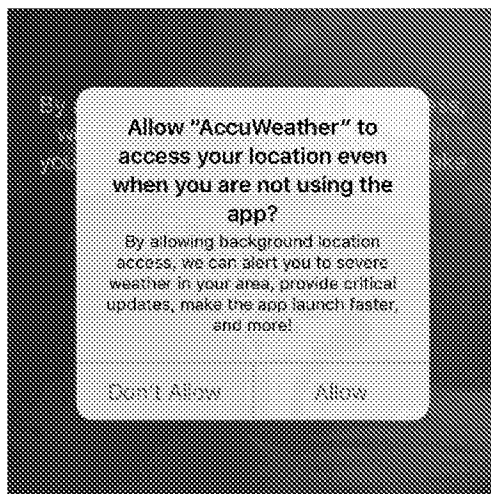 Allow "AccuWeather" to
access your location even
when you are not using the
app?
By allowing background location
access, we can alert you to severe
weather in your area, provide critical
updates, make the app launch faster,
and more!
Don't Allow
Allow